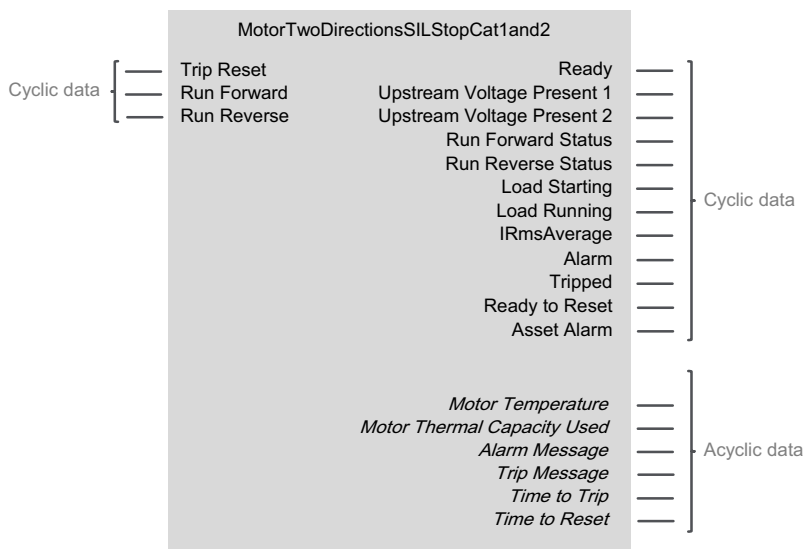 MotorTwoDirectionsSILStopCat1and2
Cyclic data
Trip Reset
Run Forward
Run Reverse
Ready
Upstream Voltage Present 1
Upstream Voltage Present 2
Run Forward Status
Run Reverse Status
Load Starting
Load Running
IRmsAverage
Alarm
Tripped
Ready to Reset
Asset Alarm
Cyclic data
Motor Temperature
Motor Thermal Capacity Used
Alarm Message
Trip Message
Time to Trip
Time to Reset
Acyclic data